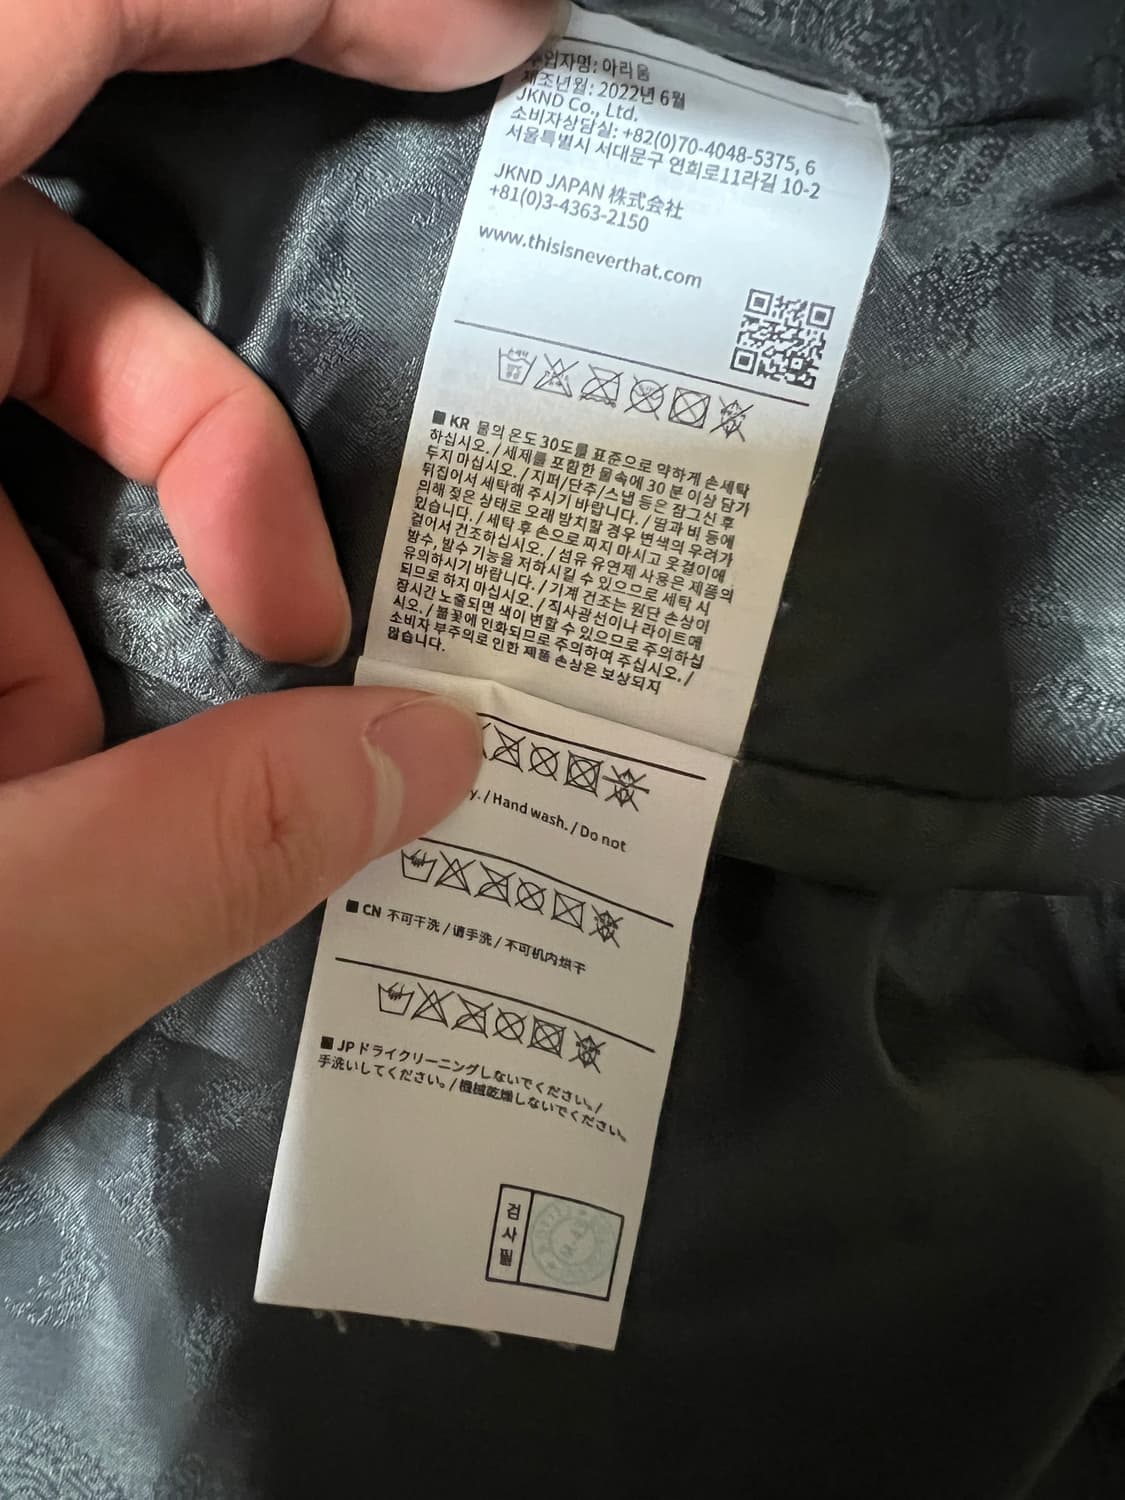 수입자명: 아리움
제조년월: 2022년 6월
JKND Co., Ltd.
소비자상담실: +82(0)70-4048-5375, 6
서울특별시 서대문구 연희로11라길 10-2
JKND JAPAN 株式会社
+81(0)3-4363-2150
www.thisisneverthat.com
손세탁
■ KR 물의 온도 30도를 표준으로 약하게 손세탁
하십시오. / 세제를 포함한 물속에 30 분 이상 담가
두지 마십시오. / 지퍼/단추/스냅 등은 잠그신 후
뒤집어서 세탁해 주시기 바랍니다. / 땀과 비 등에
의해 젖은 상태로 오래 방치할 경우 변색의 우려가
있습니다. / 세탁 후 손으로 짜지 마시고 옷걸이에
걸어서 건조하십시오. / 섬유 유연제 사용은 제품의
방수, 발수 기능을 저하시킬 수 있으므로 세탁 시
유의하시기 바랍니다. / 기계 건조는 원단 손상이
되므로 하지 마십시오. / 직사광선이나 라이트에
장시간 노출되면 색이 변할 수 있으므로 주의하십
시오. / 불꽃에 인화되므로 주의하여 주십시오. /
소비자 부주의로 인한 제품 손상은 보상되지
않습니다.
y. / Hand wash. / Do not
■ CN 不可干洗 / 请手洗 / 不可机内烘干
■ JP ドライクリーニングしないでください。/
手洗いしてください。/ 機械乾燥しないでください。
검사필